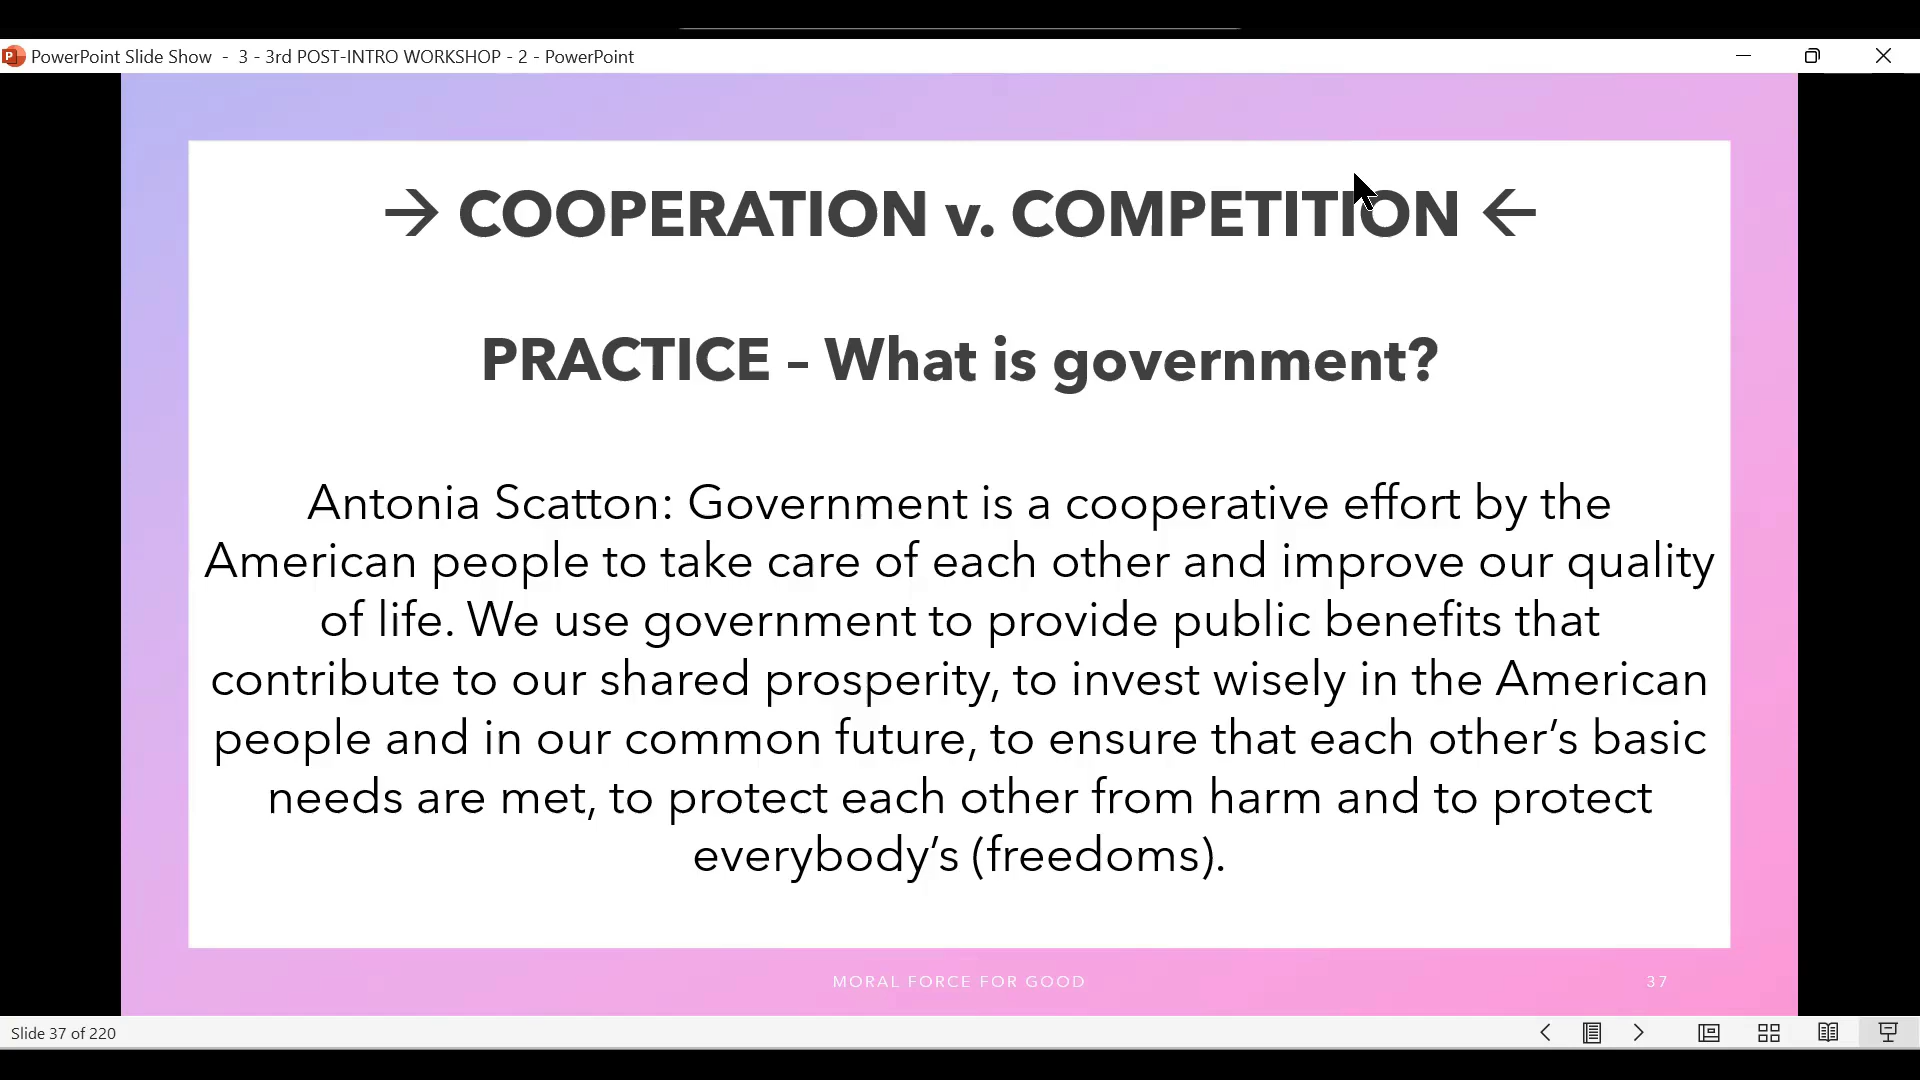 PowerPoint Slide Show - 3 - 3rd POST-INTRO WORKSHOP - 2 - PowerPoint
→ COOPERATION v. COMPETITION ←
PRACTICE – What is government?
Antonia Scatton: Government is a cooperative effort by the
American people to take care of each other and improve our quality
of life. We use government to provide public benefits that
contribute to our shared prosperity, to invest wisely in the American
people and in our common future, to ensure that each other’s basic
needs are met, to protect each other from harm and to protect
everybody’s (freedoms).
MORAL FORCE FOR GOOD
37
Slide 37 of 220